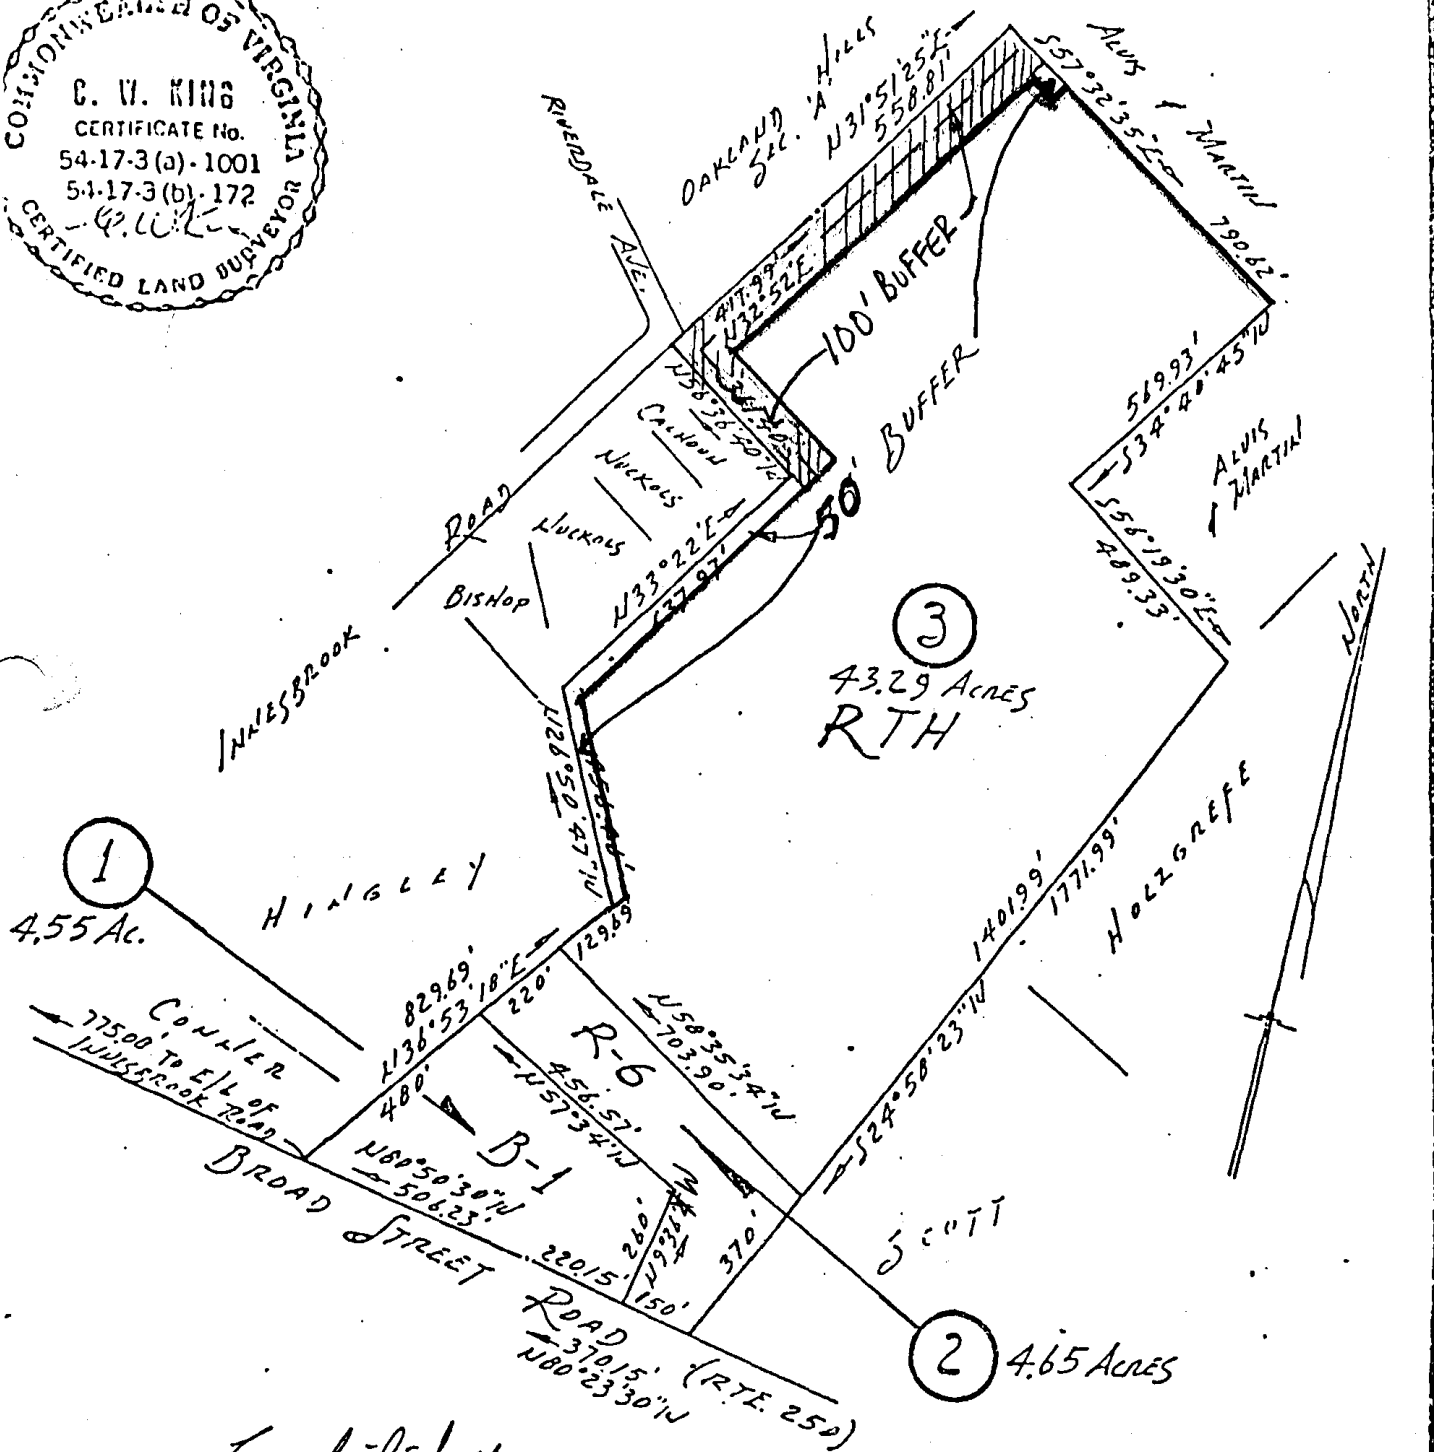 COMMONWEALTH OF VIRGINIA
C. W. KING
CERTIFICATE No.
54-17-3 (a) - 1001
54-17-3 (b) - 172
CERTIFIED LAND SURVEYOR
RIVERDALE AVE.
OAKLAND HILLS
SEC. 'A'
N31°51'25"E
558.81'
S57°32'35"E
790.62'
ALVIS & MARTIN
417.99'
N32°52'E
100' BUFFER
50' BUFFER
569.93'
S34°40'45"W
ALVIS & MARTIN
S56°19'30"E
489.33'
N56°36'40"W
CALHOUN
NUCKOLS
NUCKOLS
BISHOP
INNESBROOK ROAD
N33°22'E
637.97'
3
43.29 ACRES
RTH
NORTH
N26°50'47"W
1
4.55 AC.
HINGLEY
HOLZGREFE
1401.99'
1771.99'
S24°58'23"W
829.69'
N36°53'18"E
129.69
220'
480'
CONNER
775.00' TO E/L OF
INNESBROOK ROAD
R-6
N58°35'34"W
703.90'
456.57'
N57°34'W
B-1
N80°50'30"W
506.23'
260'
370'
220.15'
150'
SCOTT
BROAD STREET ROAD (RTE. 250)
370.15'
N80°23'30"W
2
4.65 ACRES